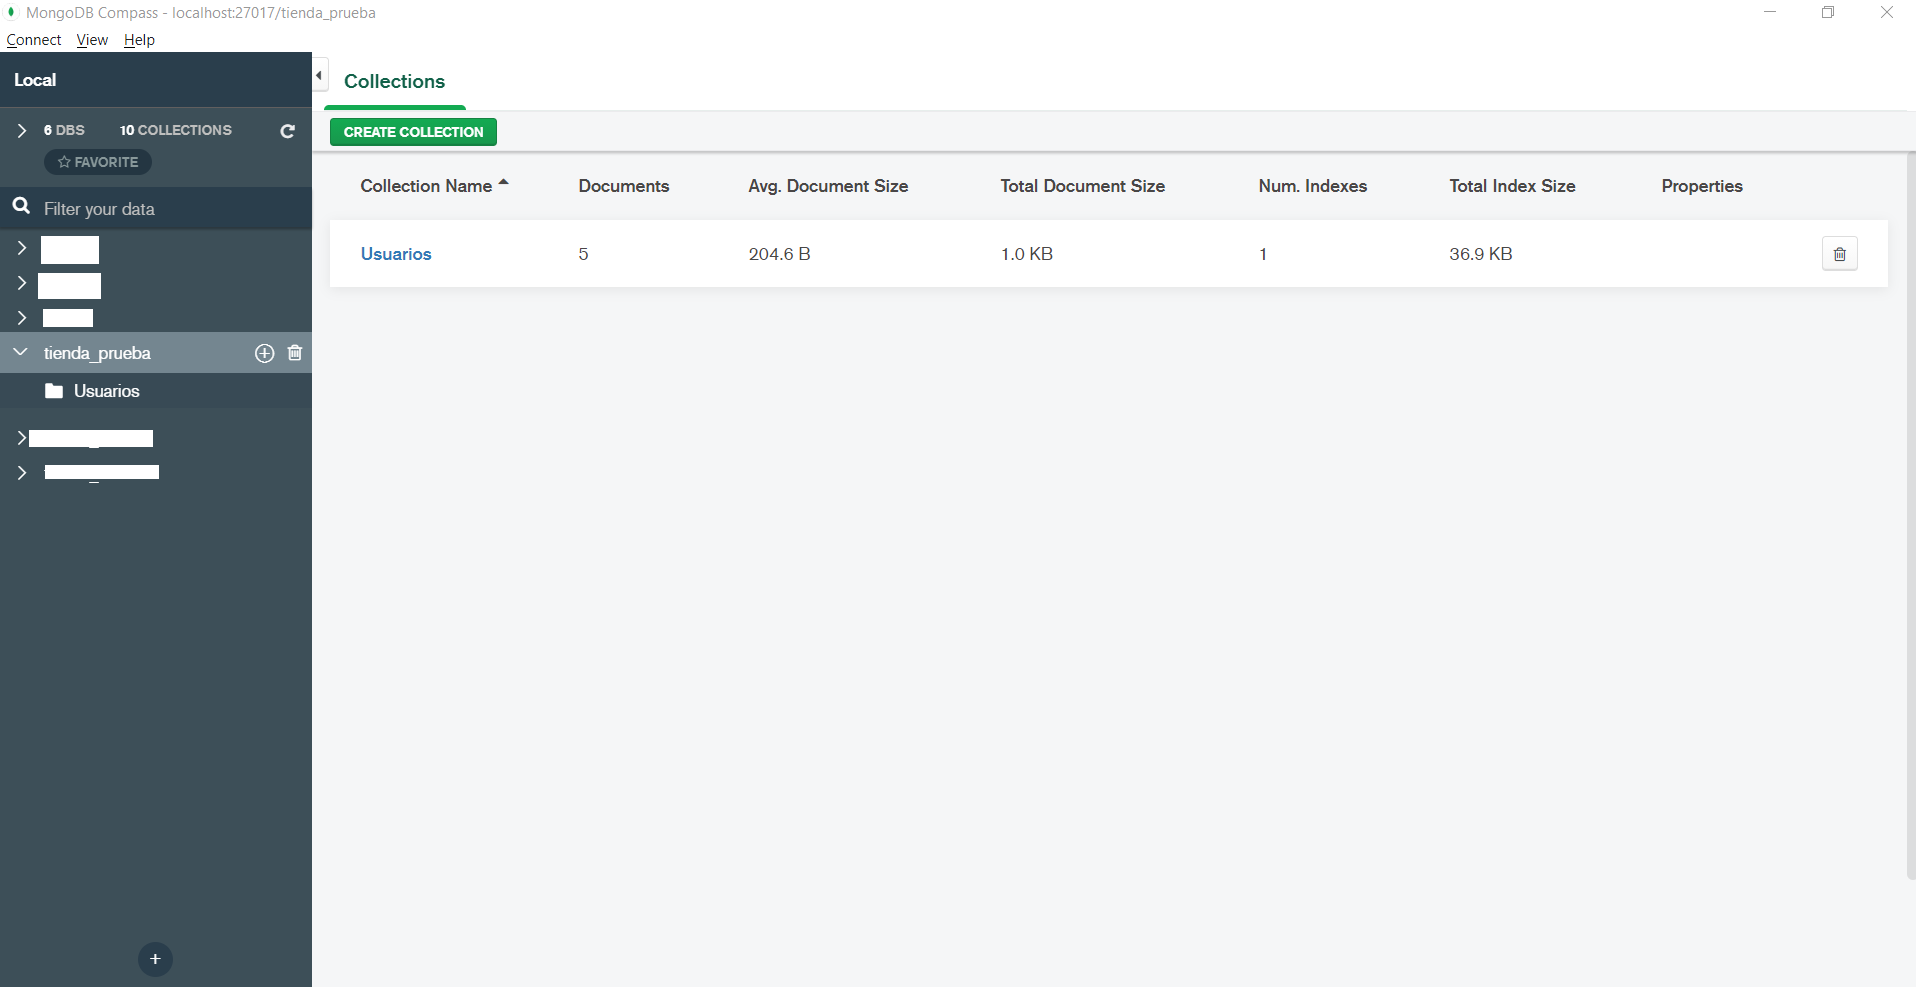 MongoDB Compass - localhost:27017/tienda_prueba
Connect View Help
Local
6 DBS 10 COLLECTIONS
FAVORITE
Filter your data
tienda_prueba
Usuarios
Collections
CREATE COLLECTION
Collection Name Documents Avg. Document Size Total Document Size Num. Indexes Total Index Size Properties
Usuarios 5 204.6 B 1.0 KB 1 36.9 KB